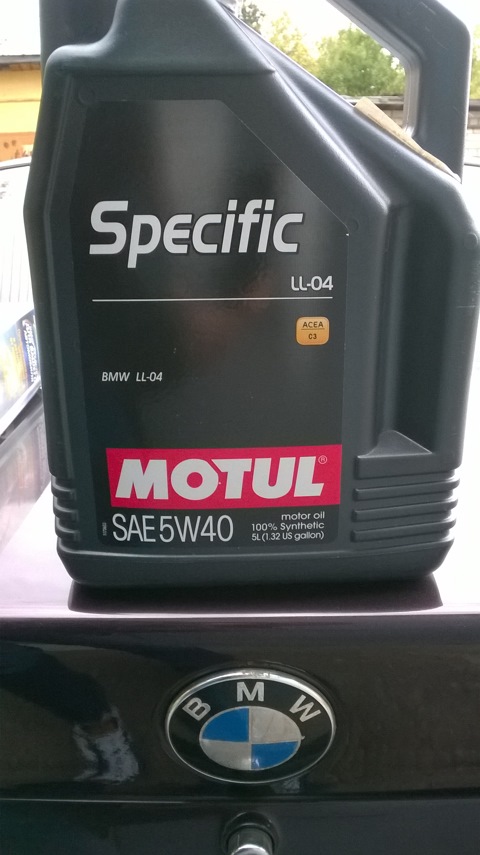 Specific
LL-04
ACEA
C3
BMW LL-04
MOTUL®
SAE 5W40
motor oil
100% Synthetic
5L (1.32 US gallon)
BMW